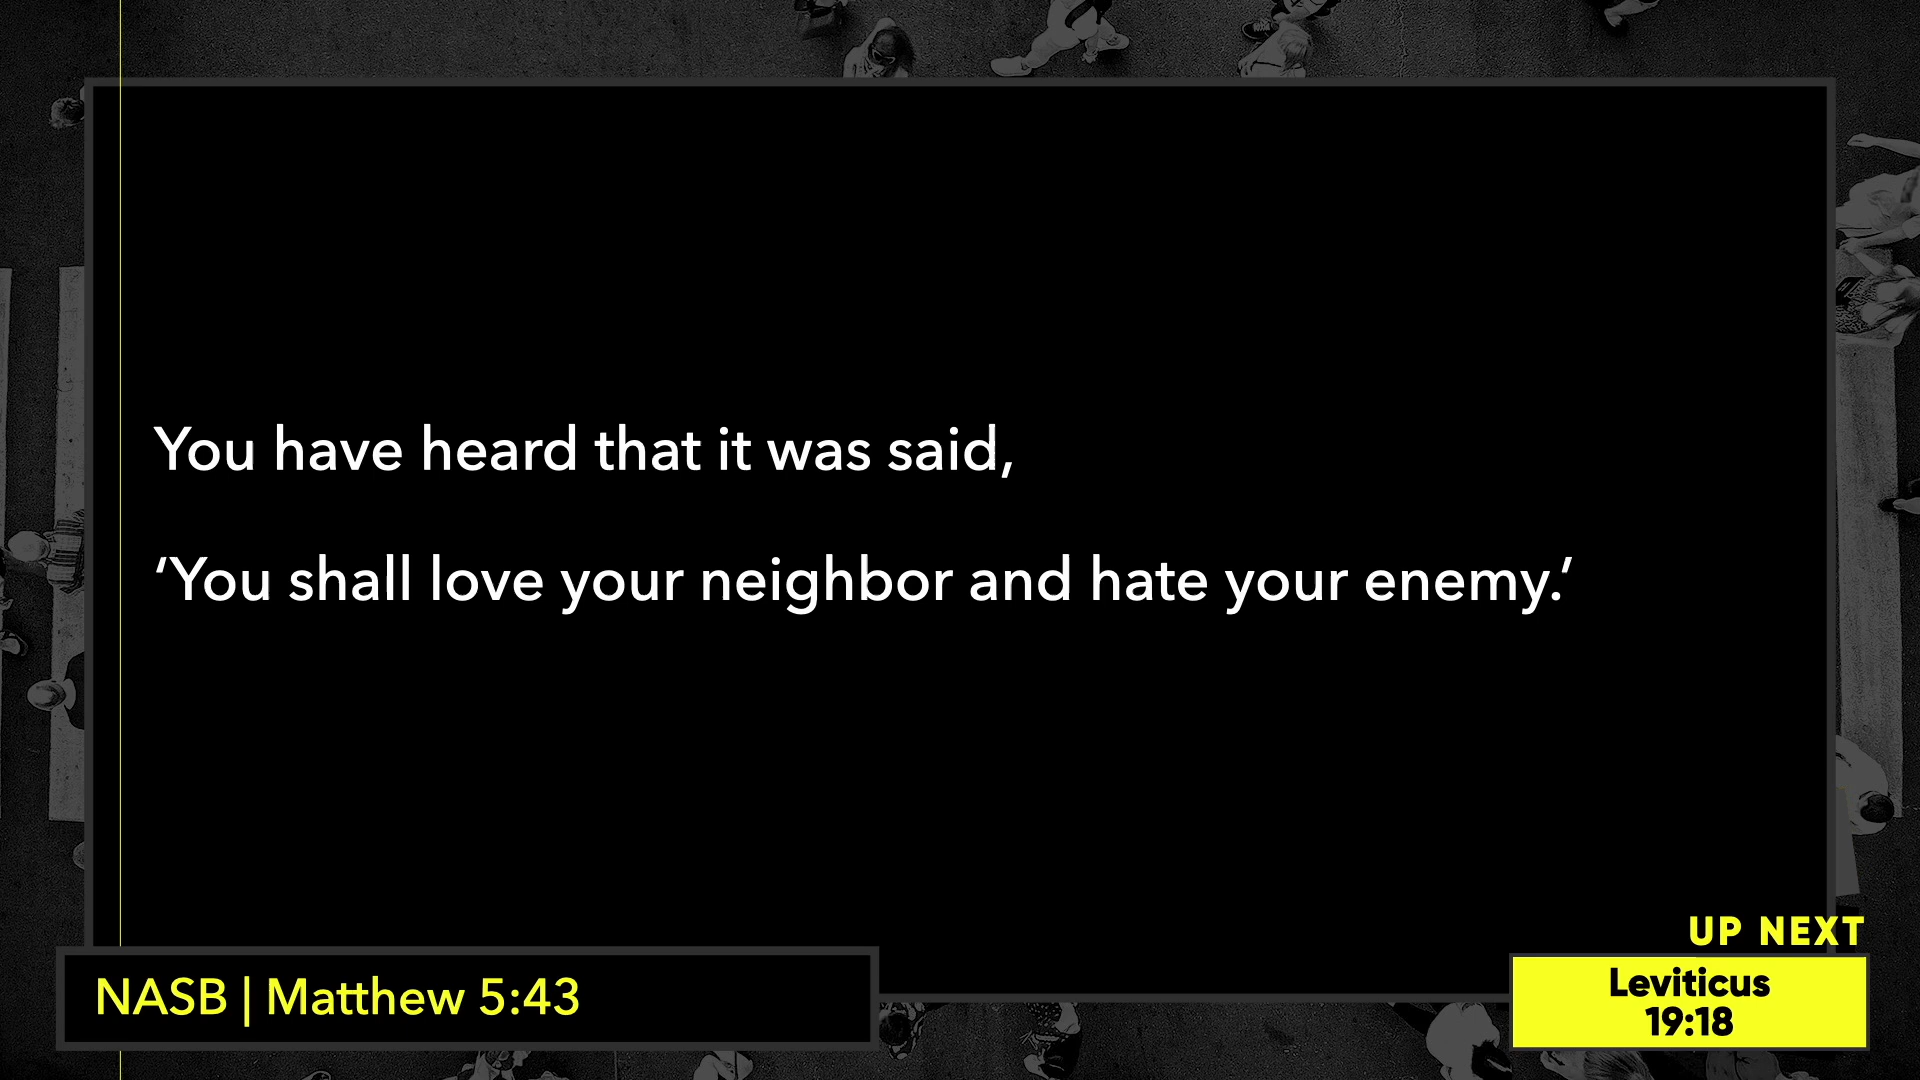 You have heard that it was said,
‘You shall love your neighbor and hate your enemy.’
UP NEXT
NASB | Matthew 5:43
Leviticus
19:18